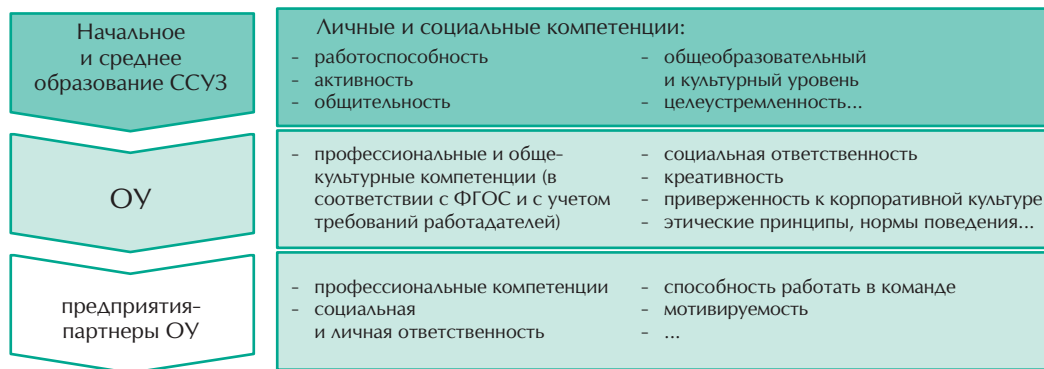 Начальное
и среднее
образование ССУЗ
Личные и социальные компетенции:
- работоспособность
- активность
- общительность
- общеобразовательный
и культурный уровень
- целеустремленность...
ОУ
- профессиональные и обще-
культурные компетенции (в
соответствии с ФГОС и с учетом
требований работадателей)
- социальная ответственность
- креативность
- приверженность к корпоративной культуре
- этические принципы, нормы поведения...
предприятия-
партнеры ОУ
- профессиональные компетенции
- социальная
и личная ответственность
- способность работать в команде
- мотивируемость
- ...